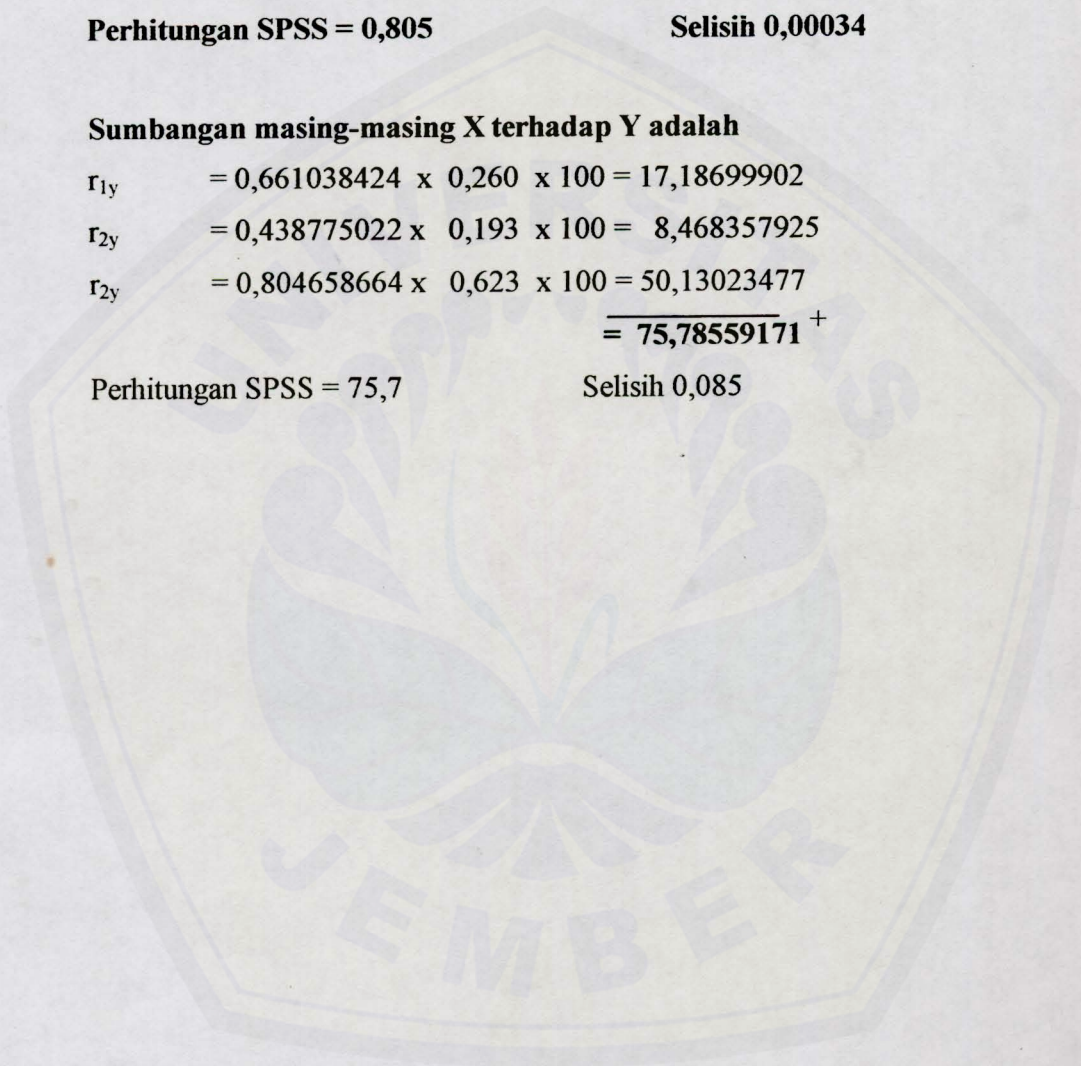 Perhitungan SPSS = 0,805 Selisih 0,00034
Sumbangan masing-masing X terhadap Y adalah
r1y = 0,661038424 x 0,260 x 100 = 17,18699902
r2y = 0,438775022 x 0,193 x 100 = 8,468357925
r2y = 0,804658664 x 0,623 x 100 = 50,13023477
= 75,78559171 +
Perhitungan SPSS = 75,7 Selisih 0,085
UNIVERSITAS
JEMBER